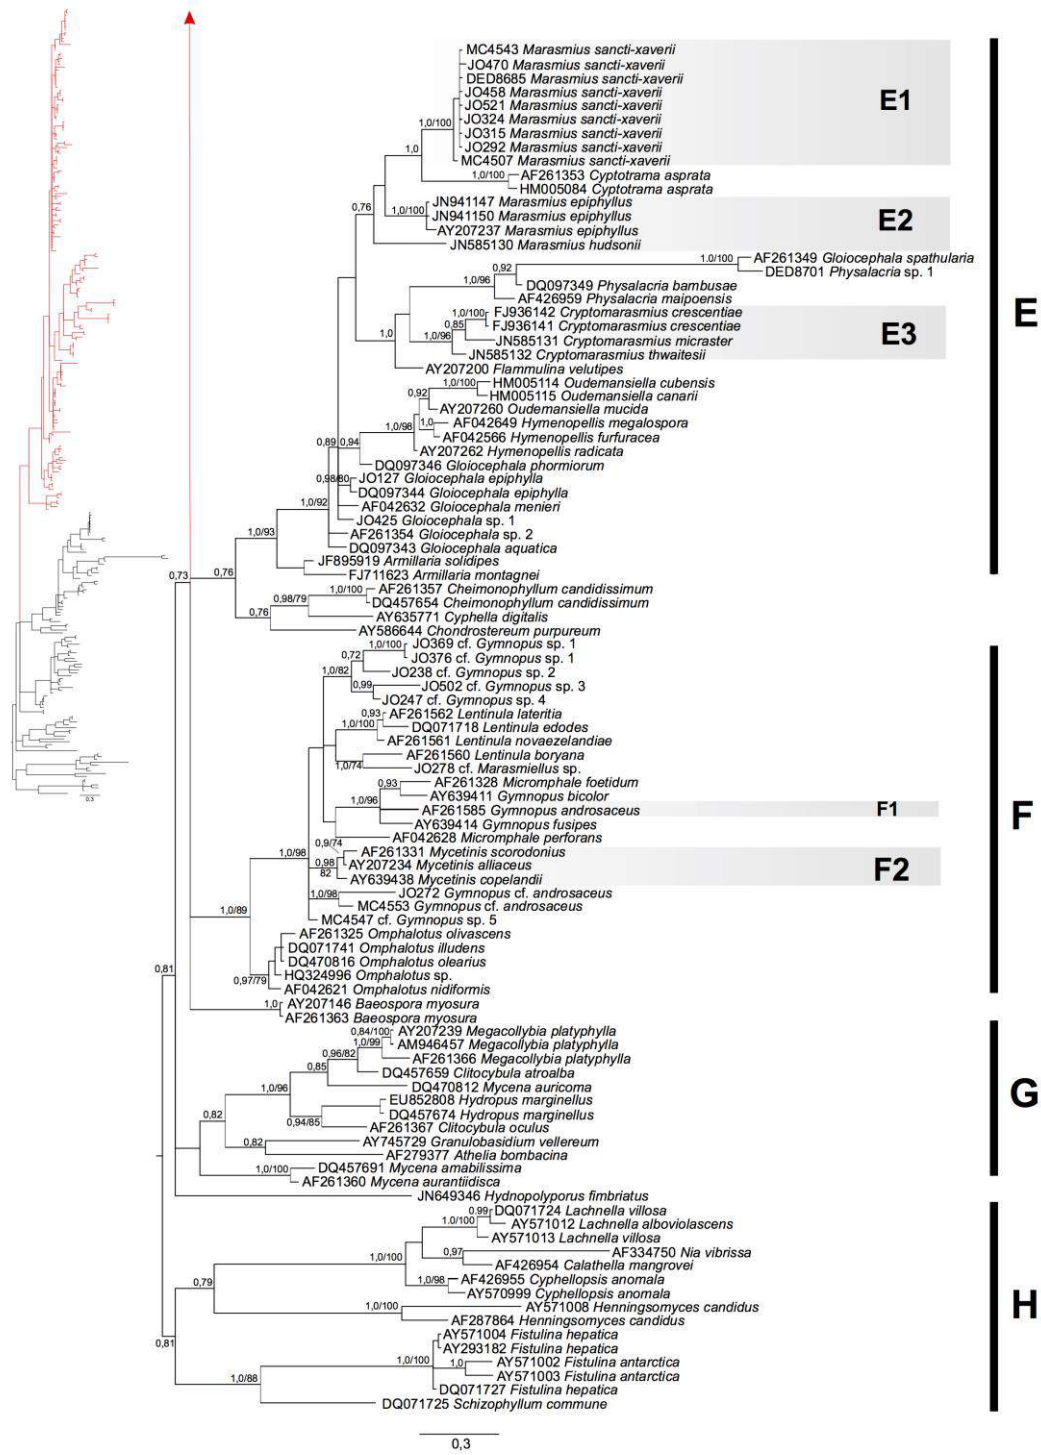 MC4543 Marasmius sancti-xaverii
JO470 Marasmius sancti-xaverii
DED8685 Marasmius sancti-xaverii
JO458 Marasmius sancti-xaverii
E1
JO521 Marasmius sancti-xaverii
JO324 Marasmius sancti-xaverii
1,0/100
JO315 Marasmius sancti-xaverii
JO292 Marasmius sancti-xaverii
1,0
MC4507 Marasmius sancti-xaverii
1,0/100
AF261353 Cyptotrama asprata
HM005084 Cyptotrama asprata
0,76
JN941147 Marasmius epiphyllus
1,0/100
JN941150 Marasmius epiphyllus
E2
AY207237 Marasmius epiphyllus
JN585130 Marasmius hudsonii
1,0/100
AF261349 Gloiocephala spathularia
0,92
DED8701 Physalacria sp. 1
1,0/96
DQ097349 Physalacria bambusae
AF426959 Physalacria maipoensis
E
1,0/100
FJ936142 Cryptomarasmius crescentiae
0,85
FJ936141 Cryptomarasmius crescentiae
1,0
1,0/96
JN585131 Cryptomarasmius micraster
E3
JN585132 Cryptomarasmius thwaitesii
AY207200 Flammulina velutipes
1,0/100
HM005114 Oudemansiella cubensis
0,92
HM005115 Oudemansiella canarii
AY207260 Oudemansiella mucida
1,0/98
1,0
AF042649 Hymenopellis megalospora
AF042566 Hymenopellis furfuracea
0,89
0,94
AY207262 Hymenopellis radicata
DQ097346 Gloiocephala phormiorum
0,98/80
JO127 Gloiocephala epiphylla
DQ097344 Gloiocephala epiphylla
1,0/92
AF042632 Gloiocephala menieri
JO425 Gloiocephala sp. 1
1,0/93
AF261354 Gloiocephala sp. 2
DQ097343 Gloiocephala aquatica
JF895919 Armillaria solidipes
0,73
0,76
FJ711623 Armillaria montagnei
1,0/100
AF261357 Cheimonophyllum candidissimum
0,98/79
DQ457654 Cheimonophyllum candidissimum
0,76
AY635771 Cyphella digitalis
AY586644 Chondrostereum purpureum
1,0/100
JO369 cf. Gymnopus sp. 1
0,72
JO376 cf. Gymnopus sp. 1
1,0/82
JO238 cf. Gymnopus sp. 2
0,99
JO502 cf. Gymnopus sp. 3
JO247 cf. Gymnopus sp. 4
0,93
AF261562 Lentinula lateritia
1,0/100
DQ071718 Lentinula edodes
AF261561 Lentinula novaezelandiae
AF261560 Lentinula boryana
1,0/74
JO278 cf. Marasmiellus sp.
0,93
AF261328 Micromphale foetidum
AY639411 Gymnopus bicolor
0,3
1,0/96
AF261585 Gymnopus androsaceus
F1
F
AY639414 Gymnopus fusipes
AF042628 Micromphale perforans
0,9/74
1,0/98
AF261331 Mycetinis scorodonius
0,98
82
AY207234 Mycetinis alliaceus
F2
AY639438 Mycetinis copelandii
1,0/98
JO272 Gymnopus cf. androsaceus
MC4553 Gymnopus cf. androsaceus
1,0/89
MC4547 cf. Gymnopus sp. 5
AF261325 Omphalotus olivascens
DQ071741 Omphalotus illudens
0,81
DQ470816 Omphalotus olearius
0,97/79
HQ324996 Omphalotus sp.
AF042621 Omphalotus nidiformis
1,0
AY207146 Baeospora myosura
AF261363 Baeospora myosura
0,84/100
AY207239 Megacollybia platyphylla
1,0/99
AM946457 Megacollybia platyphylla
0,96/82
AF261366 Megacollybia platyphylla
0,85
DQ457659 Clitocybula atroalba
1,0/96
DQ470812 Mycena auricoma
EU852808 Hydropus marginellus
G
DQ457674 Hydropus marginellus
0,82
0,94/85
AF261367 Clitocybula oculus
0,82
AY745729 Granulobasidium vellereum
AF279377 Athelia bombacina
1,0/100
DQ457691 Mycena amabilissima
AF261360 Mycena aurantiidisca
JN649346 Hydnopolyporus fimbriatus
0.99
DQ071724 Lachnella villosa
1.0/100
AY571012 Lachnella alboviolascens
AY571013 Lachnella villosa
1,0/100
0,97
AF334750 Nia vibrissa
AF426954 Calathella mangrovei
1,0/98
AF426955 Cyphellopsis anomala
0,79
AY570999 Cyphellopsis anomala
1,0/100
AY571008 Henningsomyces candidus
H
AF287864 Henningsomyces candidus
0,81
AY571004 Fistulina hepatica
AY293182 Fistulina hepatica
1,0/100
1,0
AY571002 Fistulina antarctica
AY571003 Fistulina antarctica
1,0/88
DQ071727 Fistulina hepatica
DQ071725 Schizophyllum commune
0,3